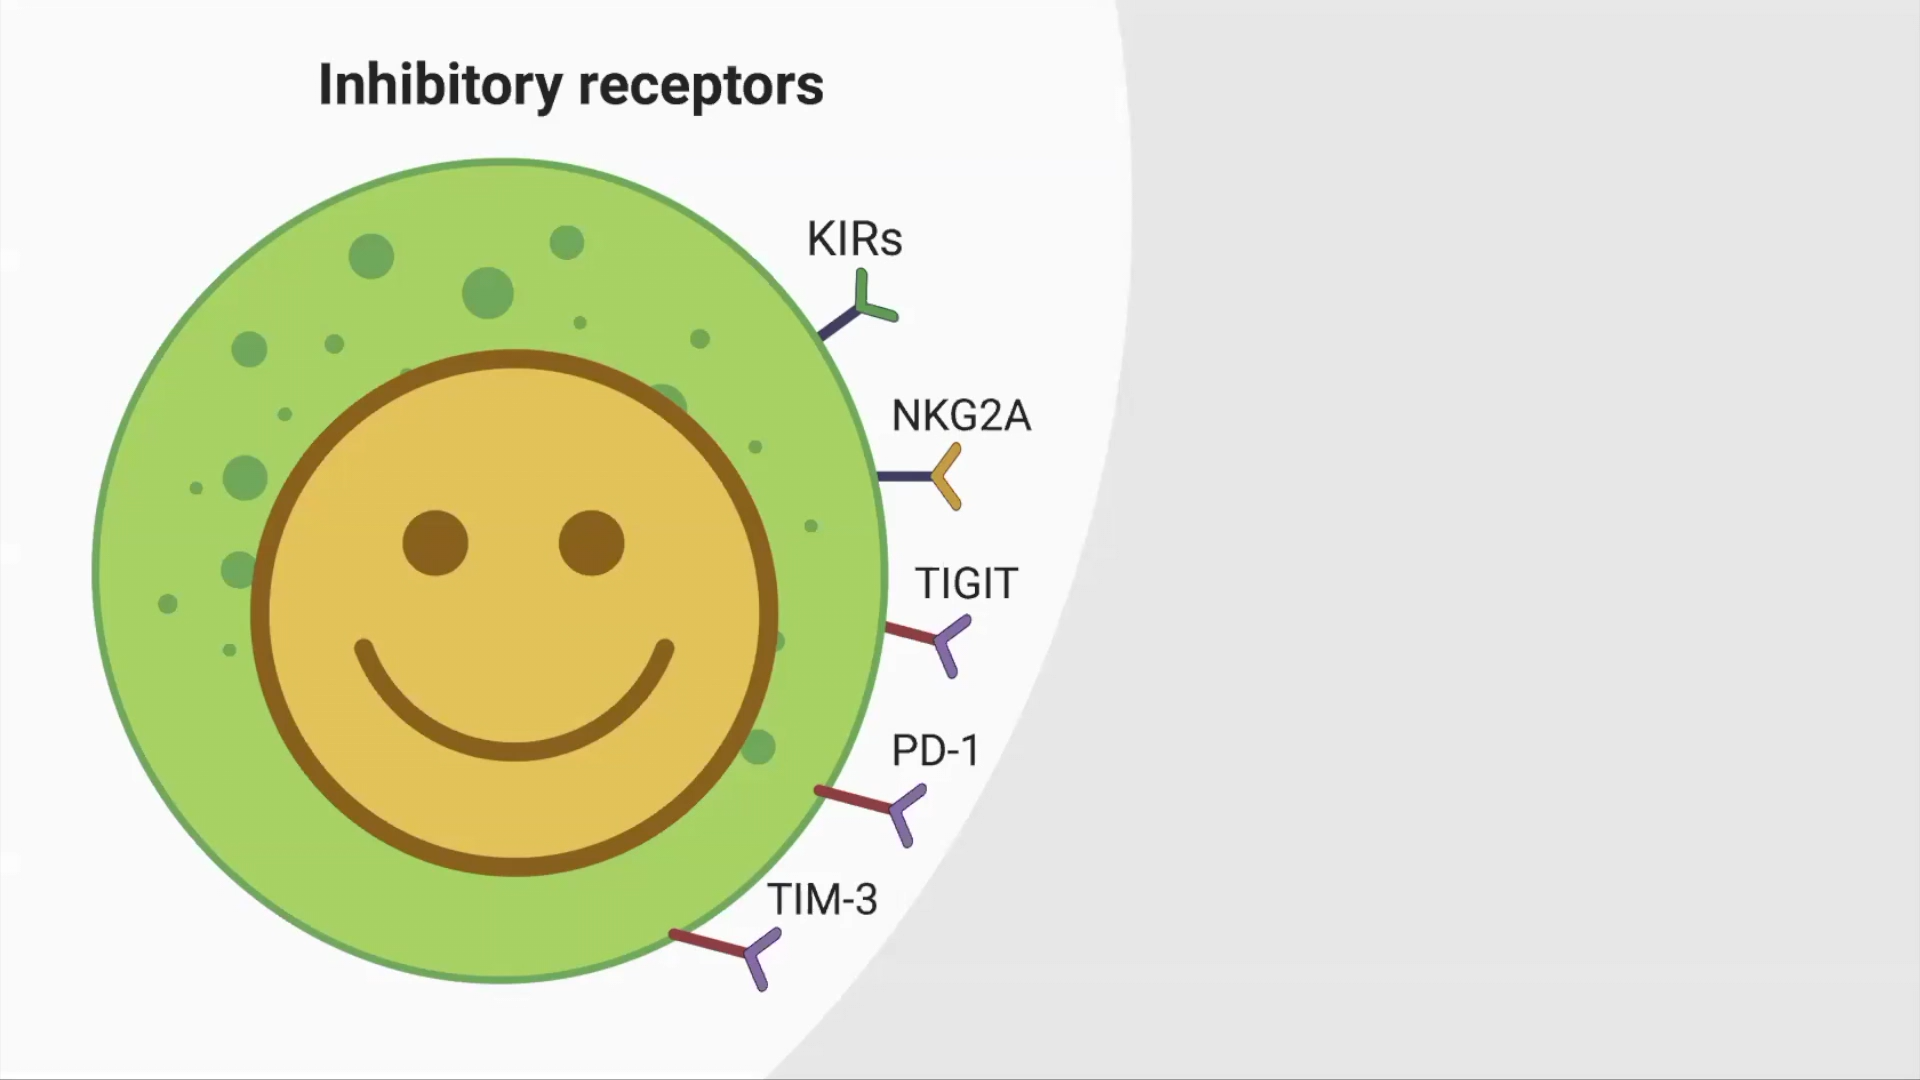 Inhibitory receptors
KIRs
NKG2A
TIGIT
PD-1
TIM-3